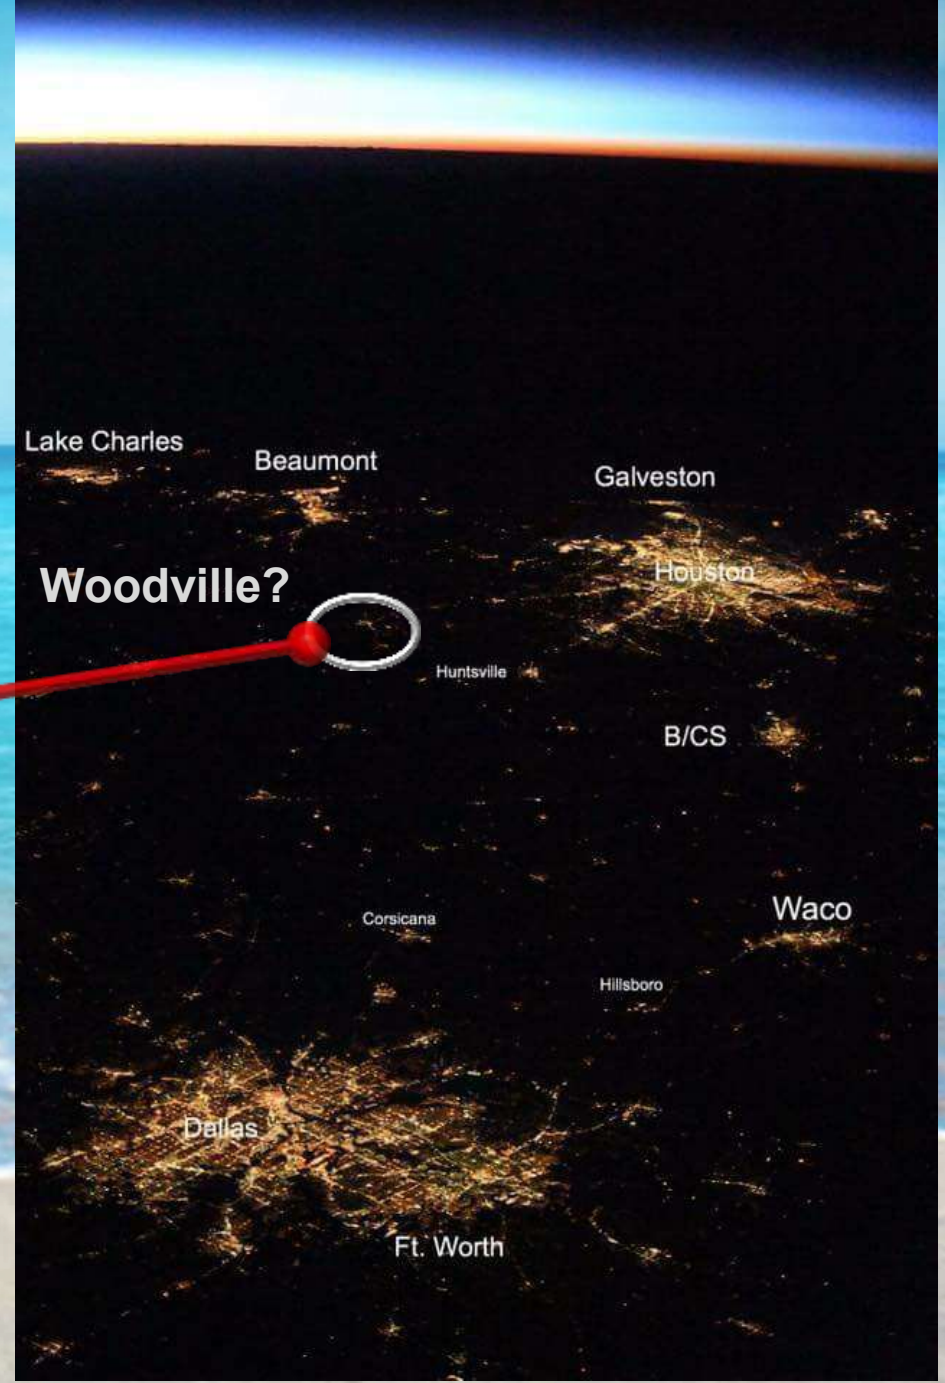 Lake Charles
Beaumont
Galveston
Houston
Woodville?
Huntsville
B/CS
Corsicana
Waco
Hillsboro
Dallas
Ft. Worth